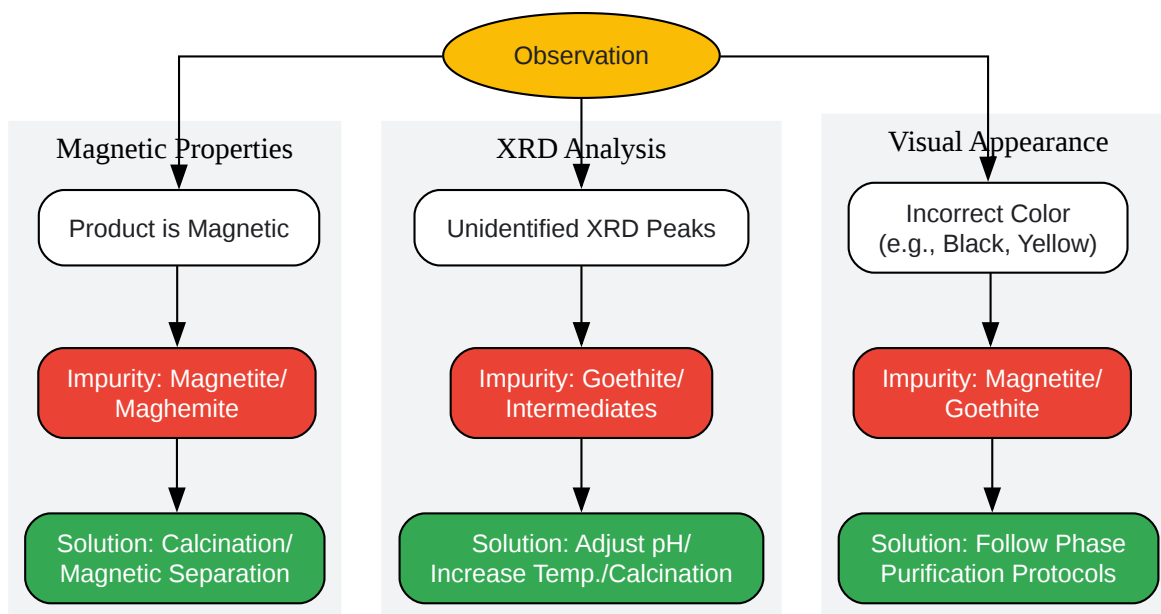 Observation
Magnetic Properties
Product is Magnetic
Impurity: Magnetite/
Maghemite
Solution: Calcination/
Magnetic Separation
XRD Analysis
Unidentified XRD Peaks
Impurity: Goethite/
Intermediates
Solution: Adjust pH/
Increase Temp./Calcination
Visual Appearance
Incorrect Color
(e.g., Black, Yellow)
Impurity: Magnetite/
Goethite
Solution: Follow Phase
Purification Protocols